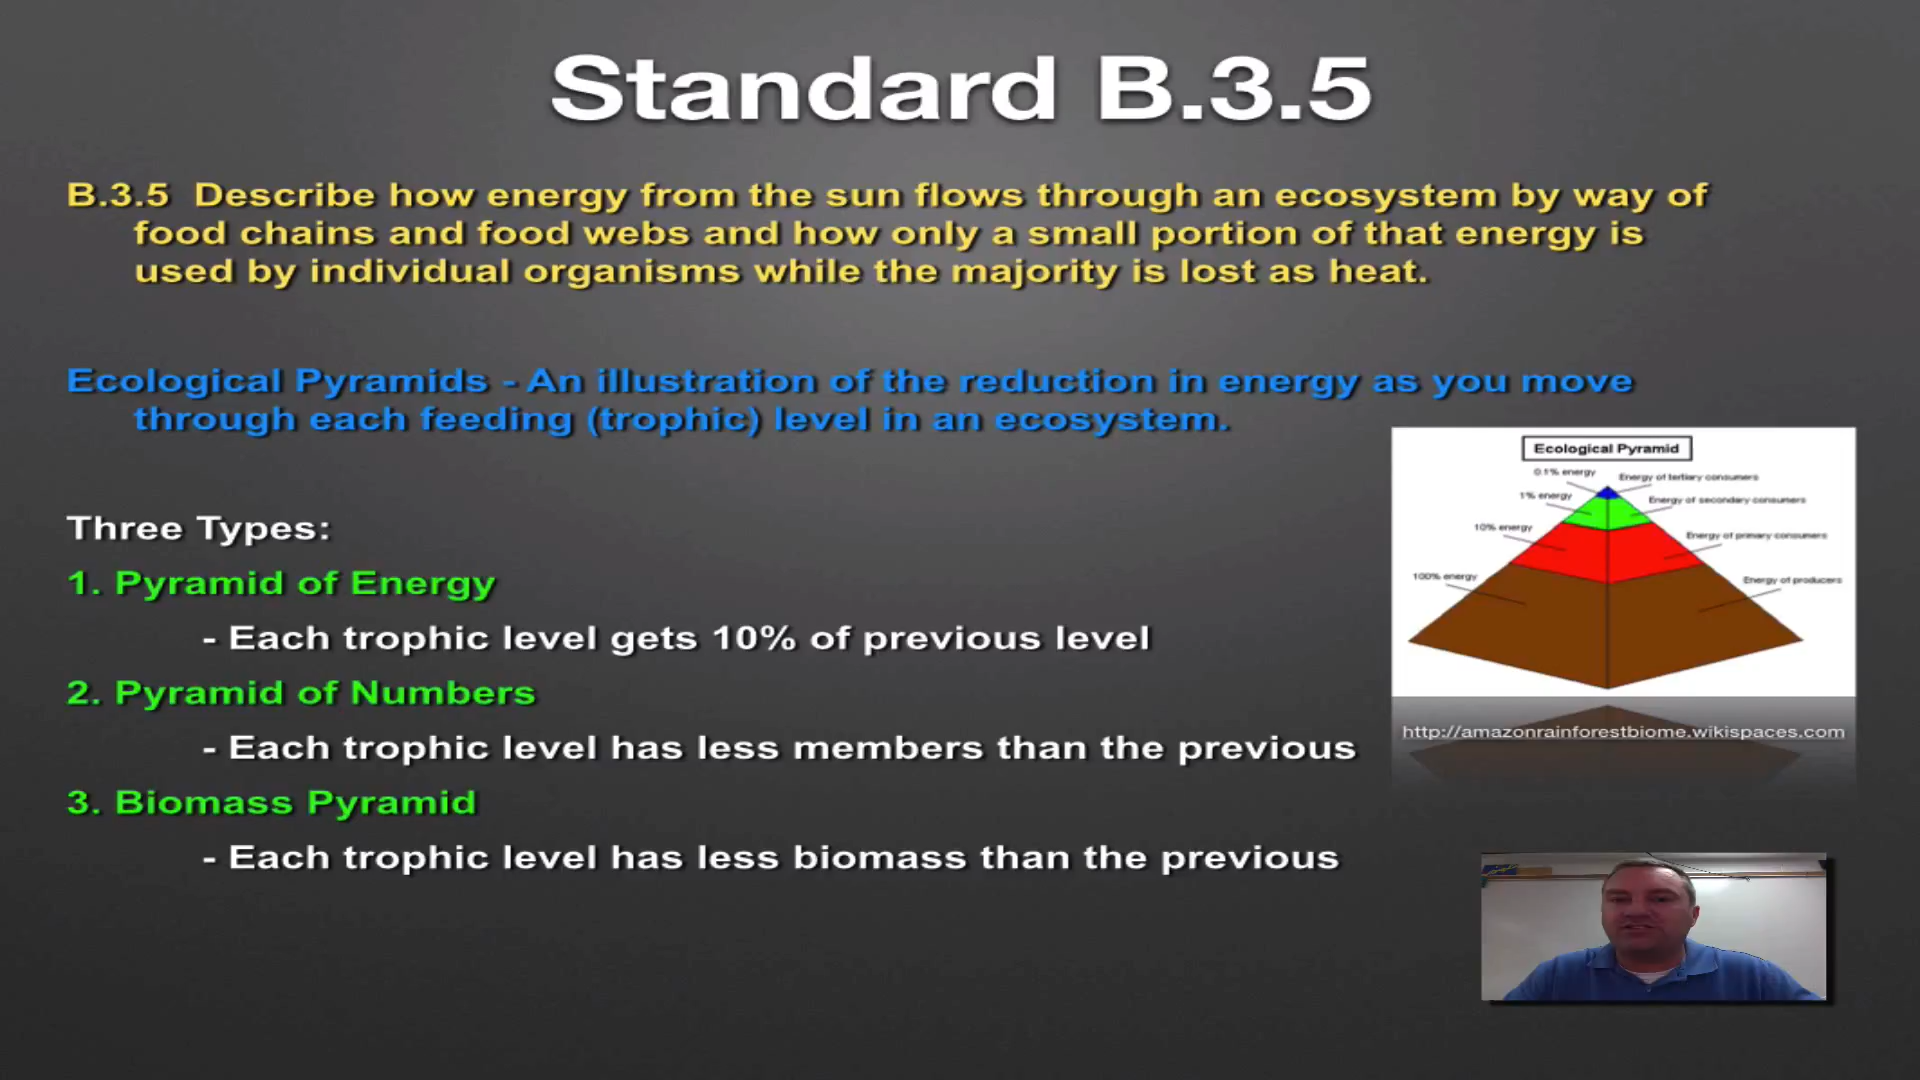 Standard B.3.5
B.3.5 Describe how energy from the sun flows through an ecosystem by way of
food chains and food webs and how only a small portion of that energy is
used by individual organisms while the majority is lost as heat.
Ecological Pyramids - An illustration of the reduction in energy as you move
through each feeding (trophic) level in an ecosystem.
Three Types:
1. Pyramid of Energy
- Each trophic level gets 10% of previous level
2. Pyramid of Numbers
- Each trophic level has less members than the previous
3. Biomass Pyramid
- Each trophic level has less biomass than the previous
Ecological Pyramid
0.1% energy
Energy of tertiary consumers
1% energy
Energy of secondary consumers
10% energy
Energy of primary consumers
100% energy
Energy of producers
http://amazonrainforestbiome.wikispaces.com